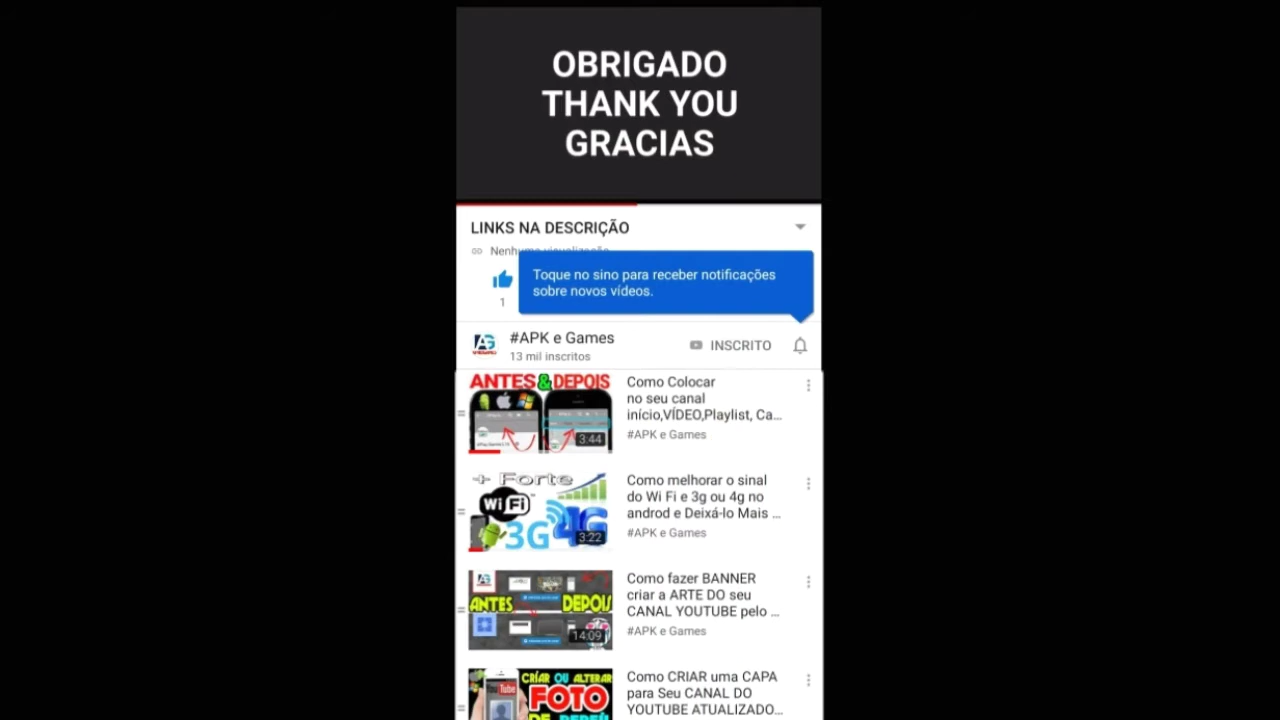 OBRIGADO
THANK YOU
GRACIAS
LINKS NA DESCRIÇÃO
Nenhuma visualização
Toque no sino para receber notificações
sobre novos vídeos.
1
#APK e Games
13 mil inscritos
INSCRITO
ANTES&DEPOIS
3:44
Como Colocar
no seu canal
início,VÍDEO,Playlist, Ca...
#APK e Games
+ Forte
Wi Fi
3G 4G
3:22
Como melhorar o sinal
do Wi Fi e 3g ou 4g no
androd e Deixá-lo Mais ...
#APK e Games
ANTES DEPOIS
14:09
Como fazer BANNER
criar a ARTE DO seu
CANAL YOUTUBE pelo ...
#APK e Games
Tube
CRIAR OU ALTERAR
FOTO
Como CRIAR uma CAPA
para Seu CANAL DO
YOUTUBE ATUALIZADO...